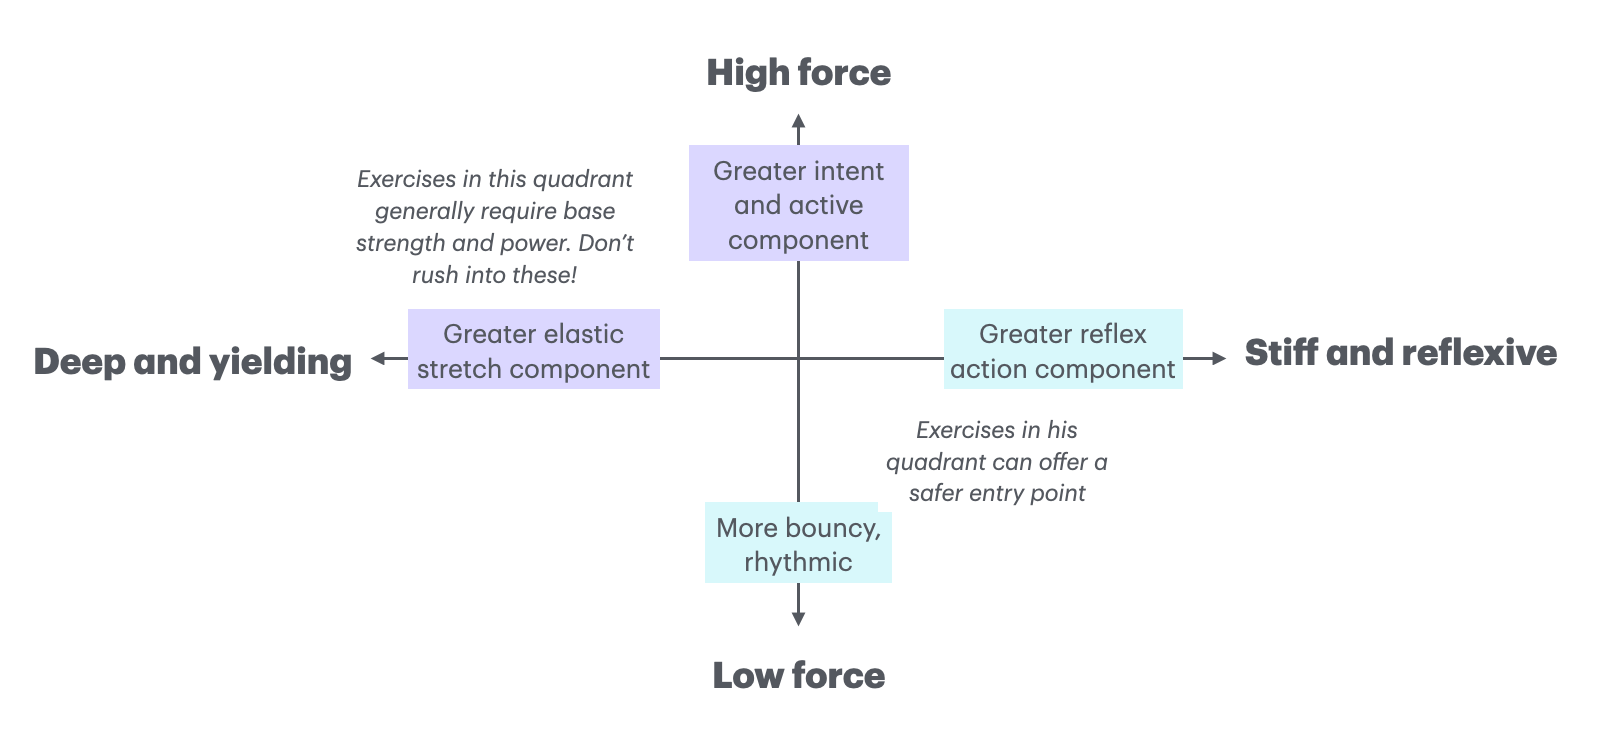 High force
Greater intent
and active
component
Exercises in this quadrant
generally require base
strength and power. Don’t
rush into these!
Deep and yielding
Greater elastic
stretch component
Greater reflex
action component
Stiff and reflexive
Exercises in his
quadrant can offer a
safer entry point
More bouncy,
rhythmic
Low force